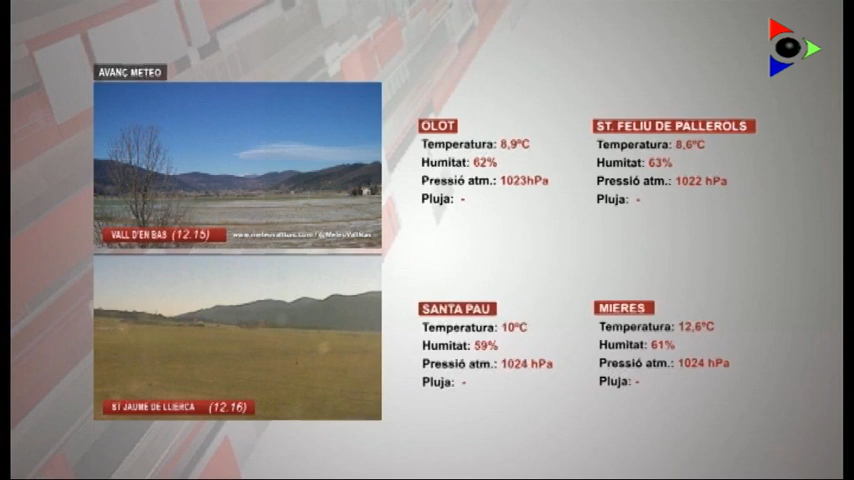 AVANÇ METEO
VALL D'EN BAS (12.15)
www.meteovallbas.com / @MeteoVallBas
ST JAUME DE LLIERCA (12.16)
OLOT
Temperatura: 8,9ºC
Humitat: 62%
Pressió atm.: 1023hPa
Pluja: -
ST. FELIU DE PALLEROLS
Temperatura: 8,6ºC
Humitat: 63%
Pressió atm.: 1022 hPa
Pluja: -
SANTA PAU
Temperatura: 10ºC
Humitat: 59%
Pressió atm.: 1024 hPa
Pluja: -
MIERES
Temperatura: 12,6ºC
Humitat: 61%
Pressió atm.: 1024 hPa
Pluja: -